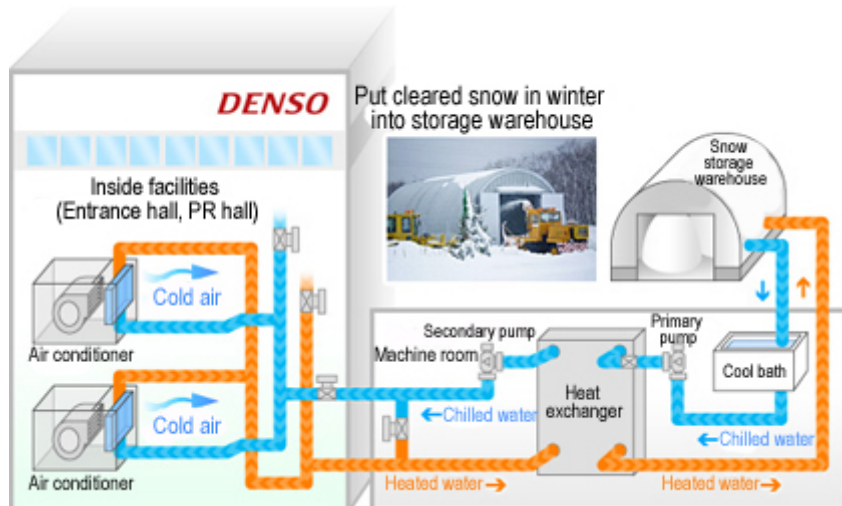 DENSO
Put cleared snow in winter
into storage warehouse
Snow
storage
warehouse
Inside facilities
(Entrance hall, PR hall)
Cold air
Air conditioner
Cold air
Air conditioner
Secondary pump
Machine room
Primary
pump
Cool bath
Heat
exchanger
←Chilled water
←Chilled water
Heated water→
Heated water→